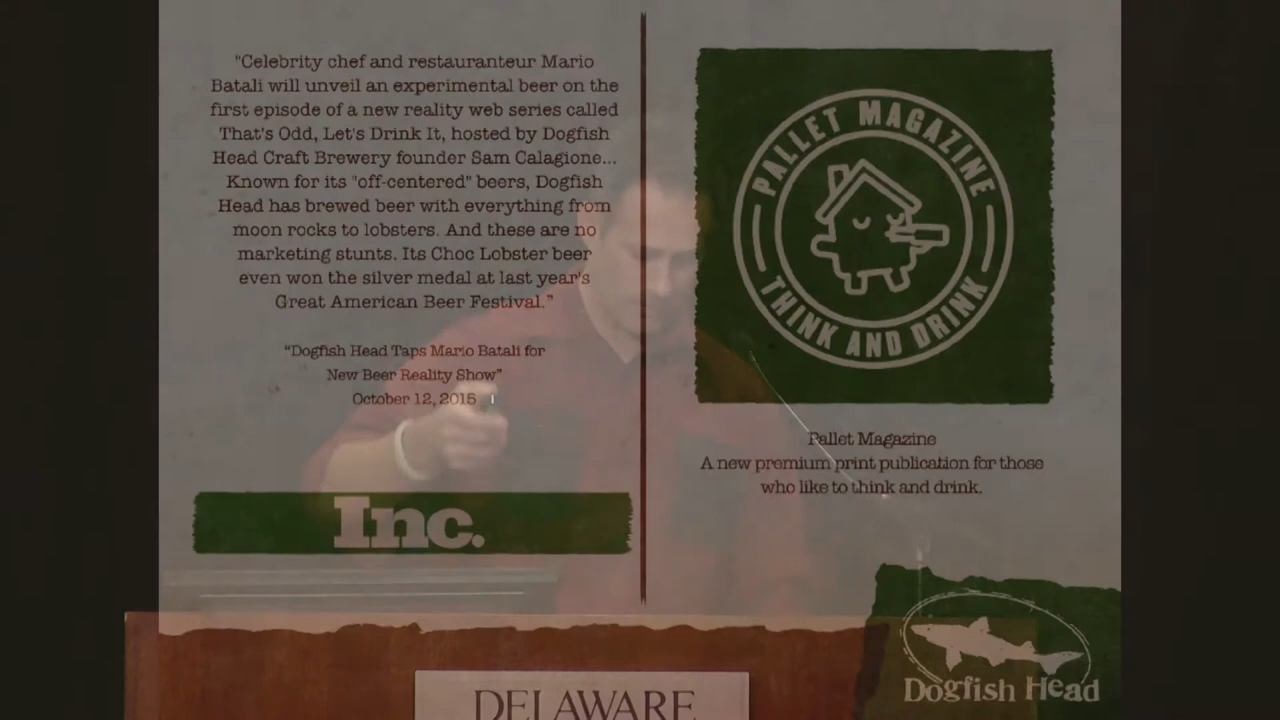 "Celebrity chef and restauranteur Mario
Batali will unveil an experimental beer on the
first episode of a new reality web series called
That's Odd, Let's Drink It, hosted by Dogfish
Head Craft Brewery founder Sam Calagione...
Known for its "off-centered" beers, Dogfish
Head has brewed beer with everything from
moon rocks to lobsters. And these are no
marketing stunts. Its Choc Lobster beer
even won the silver medal at last year's
Great American Beer Festival."
"Dogfish Head Taps Mario Batali for
New Beer Reality Show"
October 12, 2015
Inc.
PALLET MAGAZINE
THINK AND DRINK
Pallet Magazine
A new premium print publication for those
who like to think and drink.
Dogfish Head
DELAWARE